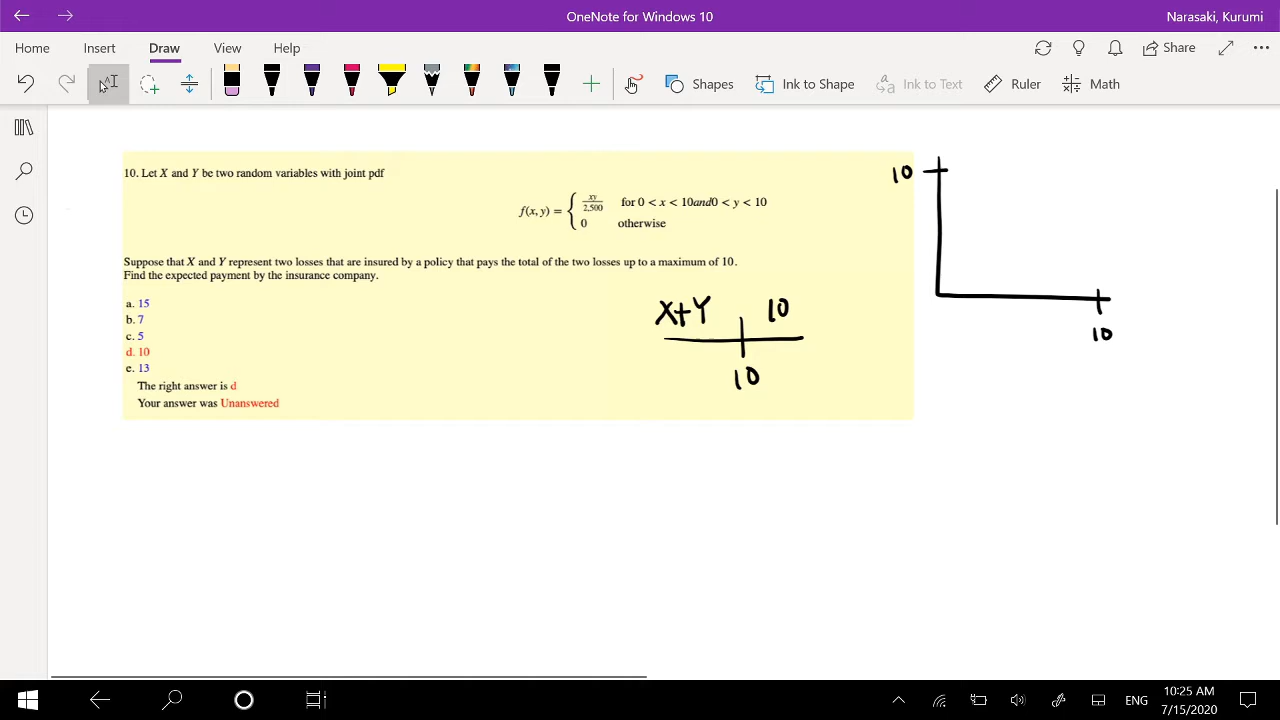 OneNote for Windows 10
Narasaki, Kurumi
Home Insert Draw View Help
Share
Shapes Ink to Shape Ink to Text Ruler Math
10. Let X and Y be two random variables with joint pdf
f(x, y) = { xy/2,500 for 0 < x < 10and0 < y < 10
0 otherwise
Suppose that X and Y represent two losses that are insured by a policy that pays the total of the two losses up to a maximum of 10.
Find the expected payment by the insurance company.
a. 15
b. 7
c. 5
d. 10
e. 13
The right answer is d
Your answer was Unanswered
X+Y 10
10
10
10
ENG
10:25 AM
7/15/2020